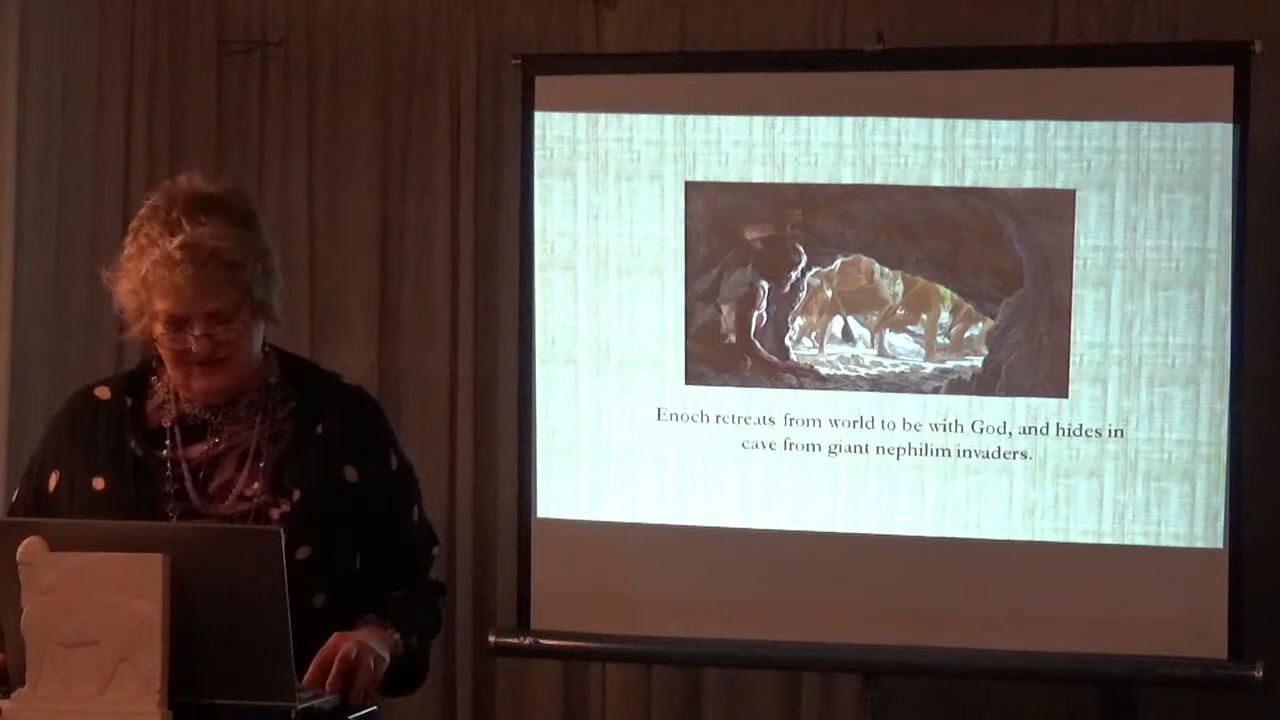 Enoch retreats from world to be with God, and hides in
cave from giant nephilim invaders.